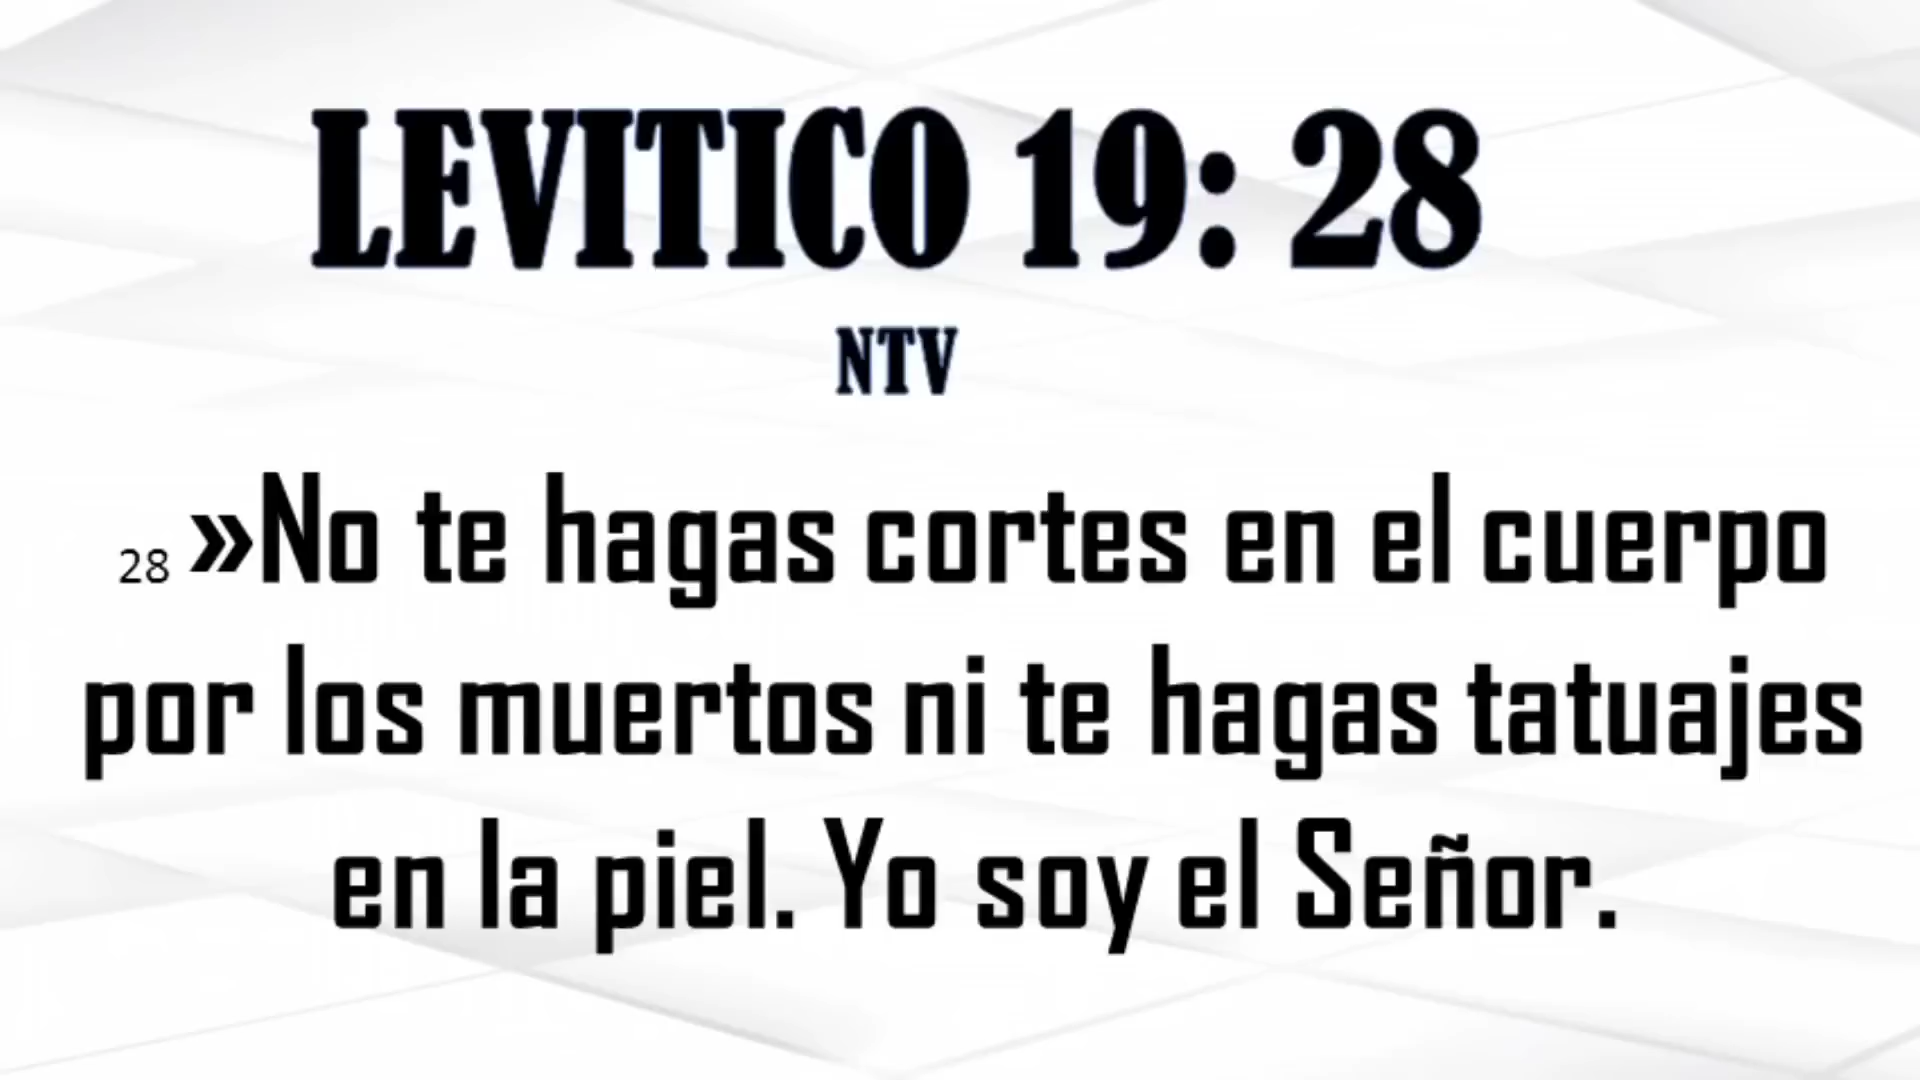 LEVITICO 19: 28
NTV
28 »No te hagas cortes en el cuerpo
por los muertos ni te hagas tatuajes
en la piel. Yo soy el Señor.